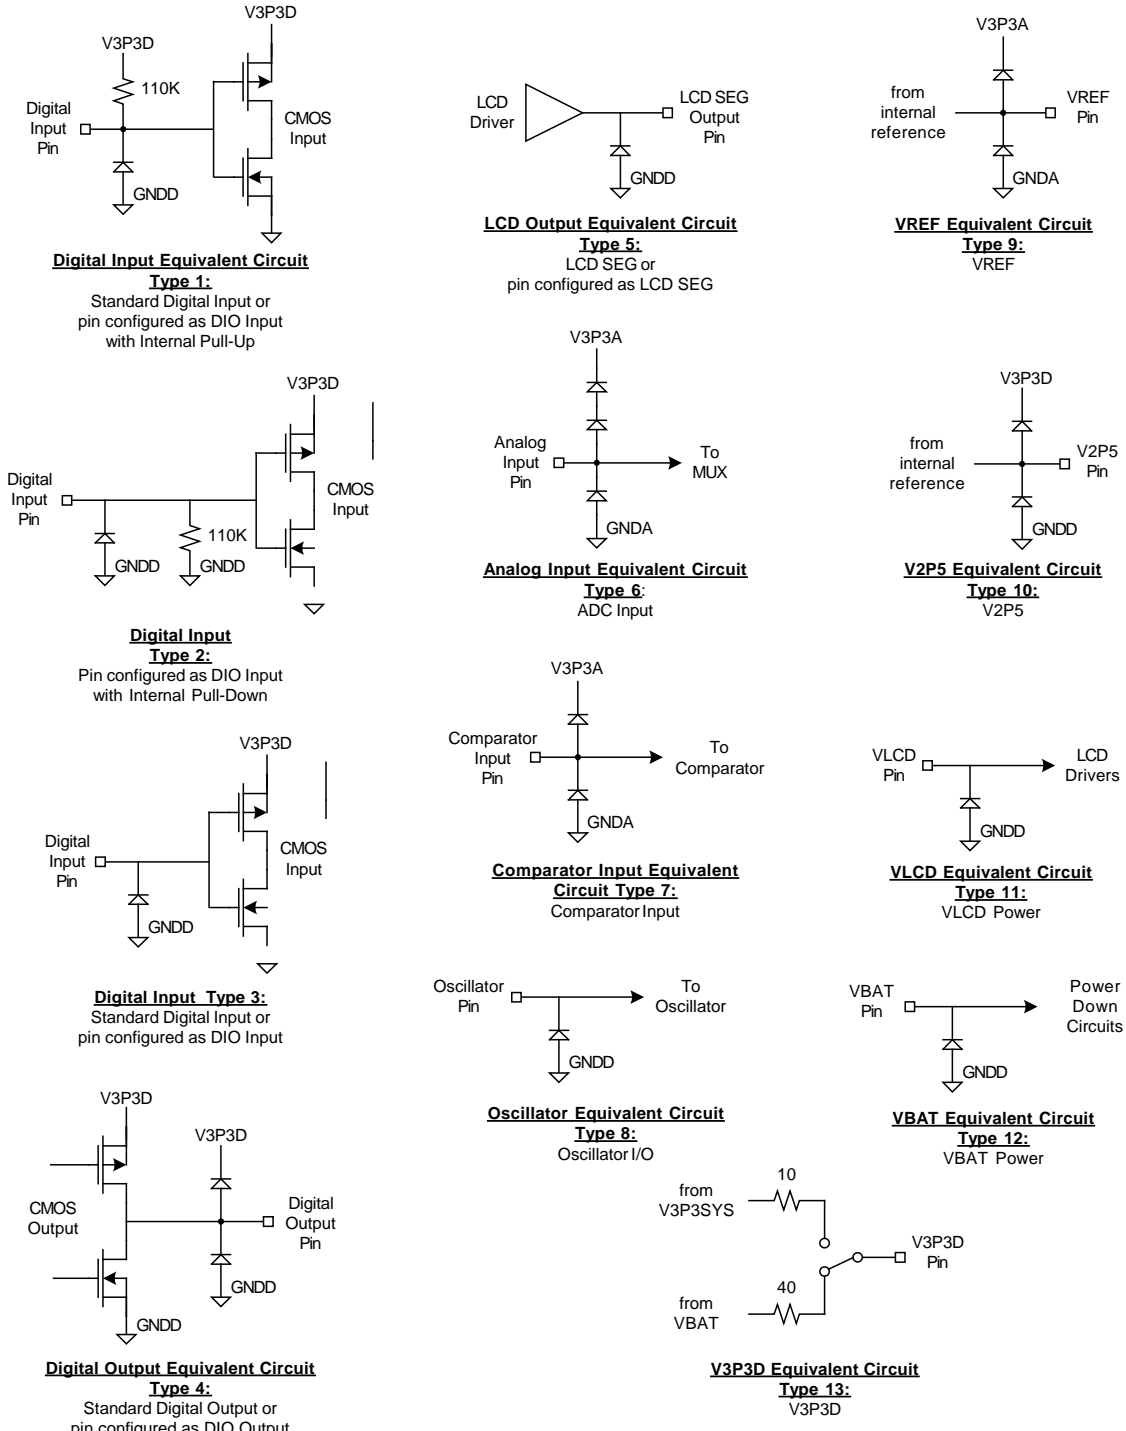 V3P3D
V3P3D
110K
Digital
Input
Pin
CMOS
Input
GNDD
Digital Input Equivalent Circuit
Type 1:
Standard Digital Input or
pin configured as DIO Input
with Internal Pull-Up
V3P3D
Digital
Input
Pin
CMOS
Input
110K
GNDD
GNDD
Digital Input
Type 2:
Pin configured as DIO Input
with Internal Pull-Down
V3P3D
Digital
Input
Pin
CMOS
Input
GNDD
Digital Input Type 3:
Standard Digital Input or
pin configured as DIO Input
V3P3D
V3P3D
CMOS
Output
Digital
Output
Pin
GNDD
GNDD
Digital Output Equivalent Circuit
Type 4:
Standard Digital Output or
pin configured as DIO Output
LCD
Driver
LCD SEG
Output
Pin
GNDD
LCD Output Equivalent Circuit
Type 5:
LCD SEG or
pin configured as LCD SEG
V3P3A
Analog
Input
Pin
To
MUX
GNDA
Analog Input Equivalent Circuit
Type 6:
ADC Input
V3P3A
Comparator
Input
Pin
To
Comparator
GNDA
Comparator Input Equivalent
Circuit Type 7:
Comparator Input
Oscillator
Pin
To
Oscillator
GNDD
Oscillator Equivalent Circuit
Type 8:
Oscillator I/O
V3P3A
from
internal
reference
VREF
Pin
GNDA
VREF Equivalent Circuit
Type 9:
VREF
V3P3D
from
internal
reference
V2P5
Pin
GNDD
V2P5 Equivalent Circuit
Type 10:
V2P5
VLCD
Pin
LCD
Drivers
GNDD
VLCD Equivalent Circuit
Type 11:
VLCD Power
VBAT
Pin
Power
Down
Circuits
GNDD
VBAT Equivalent Circuit
Type 12:
VBAT Power
from
V3P3SYS
10
V3P3D
Pin
40
from
VBAT
V3P3D Equivalent Circuit
Type 13:
V3P3D